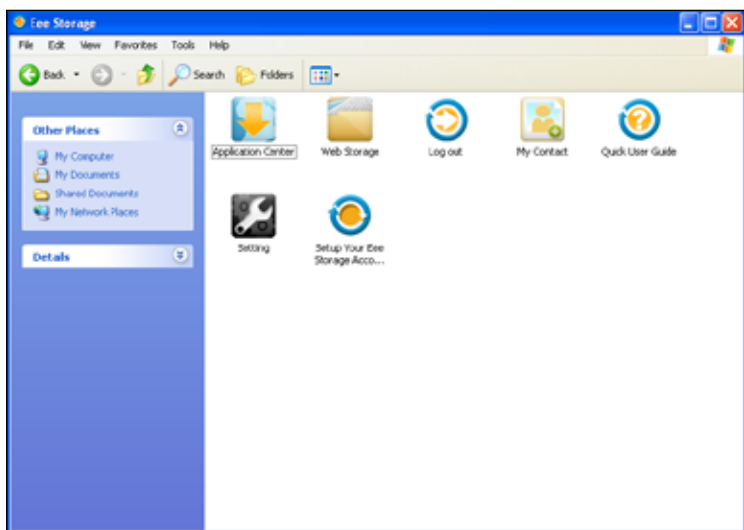 Eee Storage
File Edit View Favorites Tools Help
Back Search Folders
Other Places
My Computer
My Documents
Shared Documents
My Network Places
Details
Application Center Web Storage Log out My Contact Quick User Guide
Setting Setup Your Eee
Storage Acco...